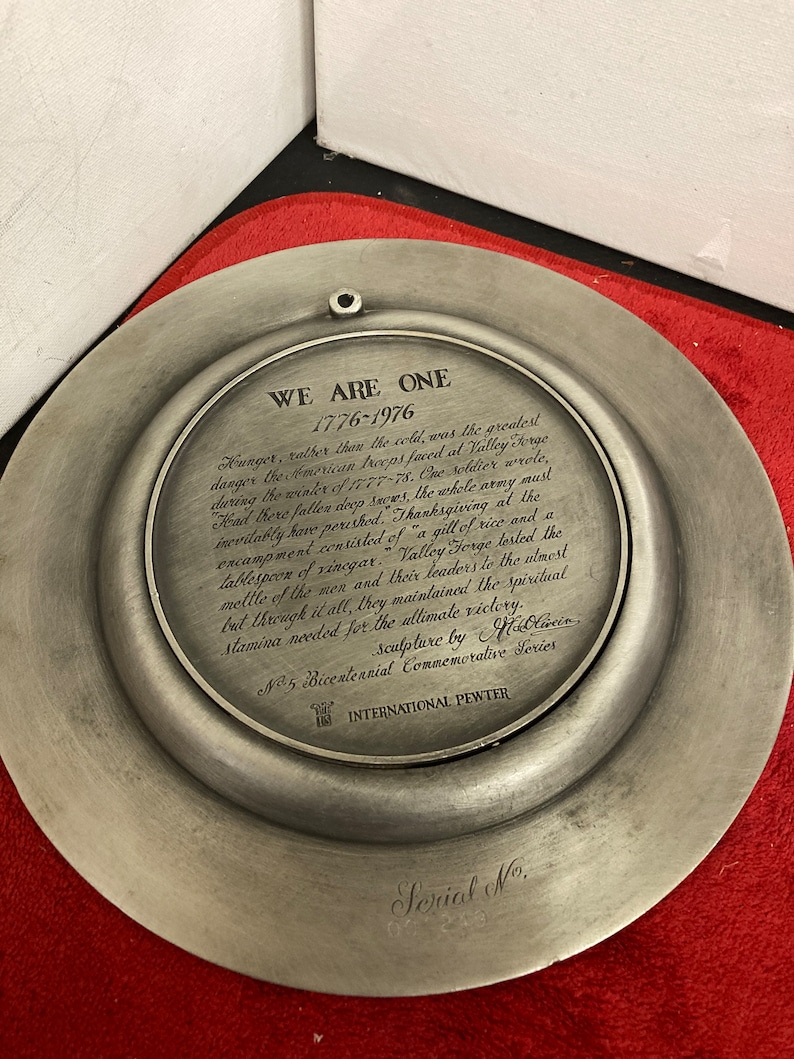 WE ARE ONE
1776~1976
Hunger, rather than the cold, was the greatest
danger the American troops faced at Valley Forge
during the winter of 1777~78. One soldier wrote,
"Had there fallen deep snows, the whole army must
inevitably have perished." Thanksgiving at the
encampment consisted of "a gill of rice and a
tablespoon of vinegar." Valley Forge tested the
mettle of the men and their leaders to the utmost
but through it all, they maintained the spiritual
stamina needed for the ultimate victory.
sculpture by
No. 5 Bicentennial Commemorative Series
INTERNATIONAL PEWTER
Serial No.